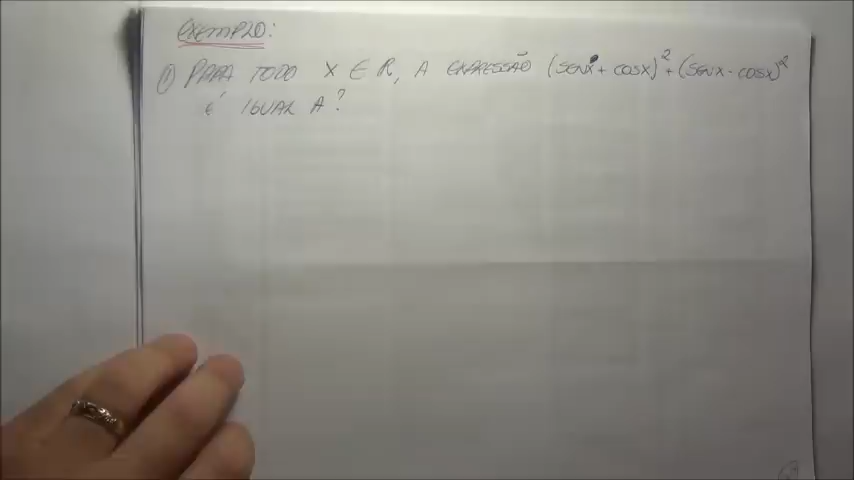 EXEMPLO:
1) PARA TODO X ∈ R, A EXPRESSÃO (SENX + COSX)² + (SENX - COSX)²
É IGUAL A?